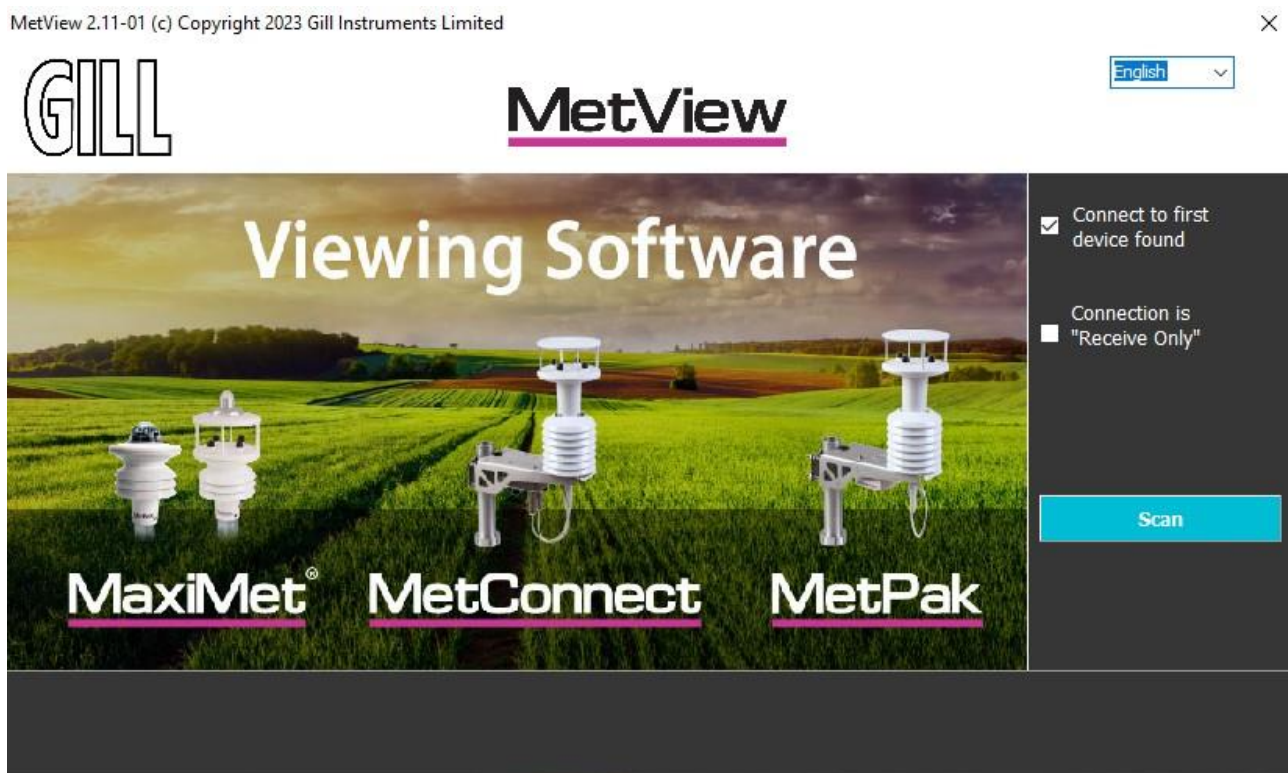 MetView 2.11-01 (c) Copyright 2023 Gill Instruments Limited
GILL
MetView
English
Viewing Software
Connect to first
device found
Connection is
"Receive Only"
Scan
MaxiMet®
MetConnect
MetPak